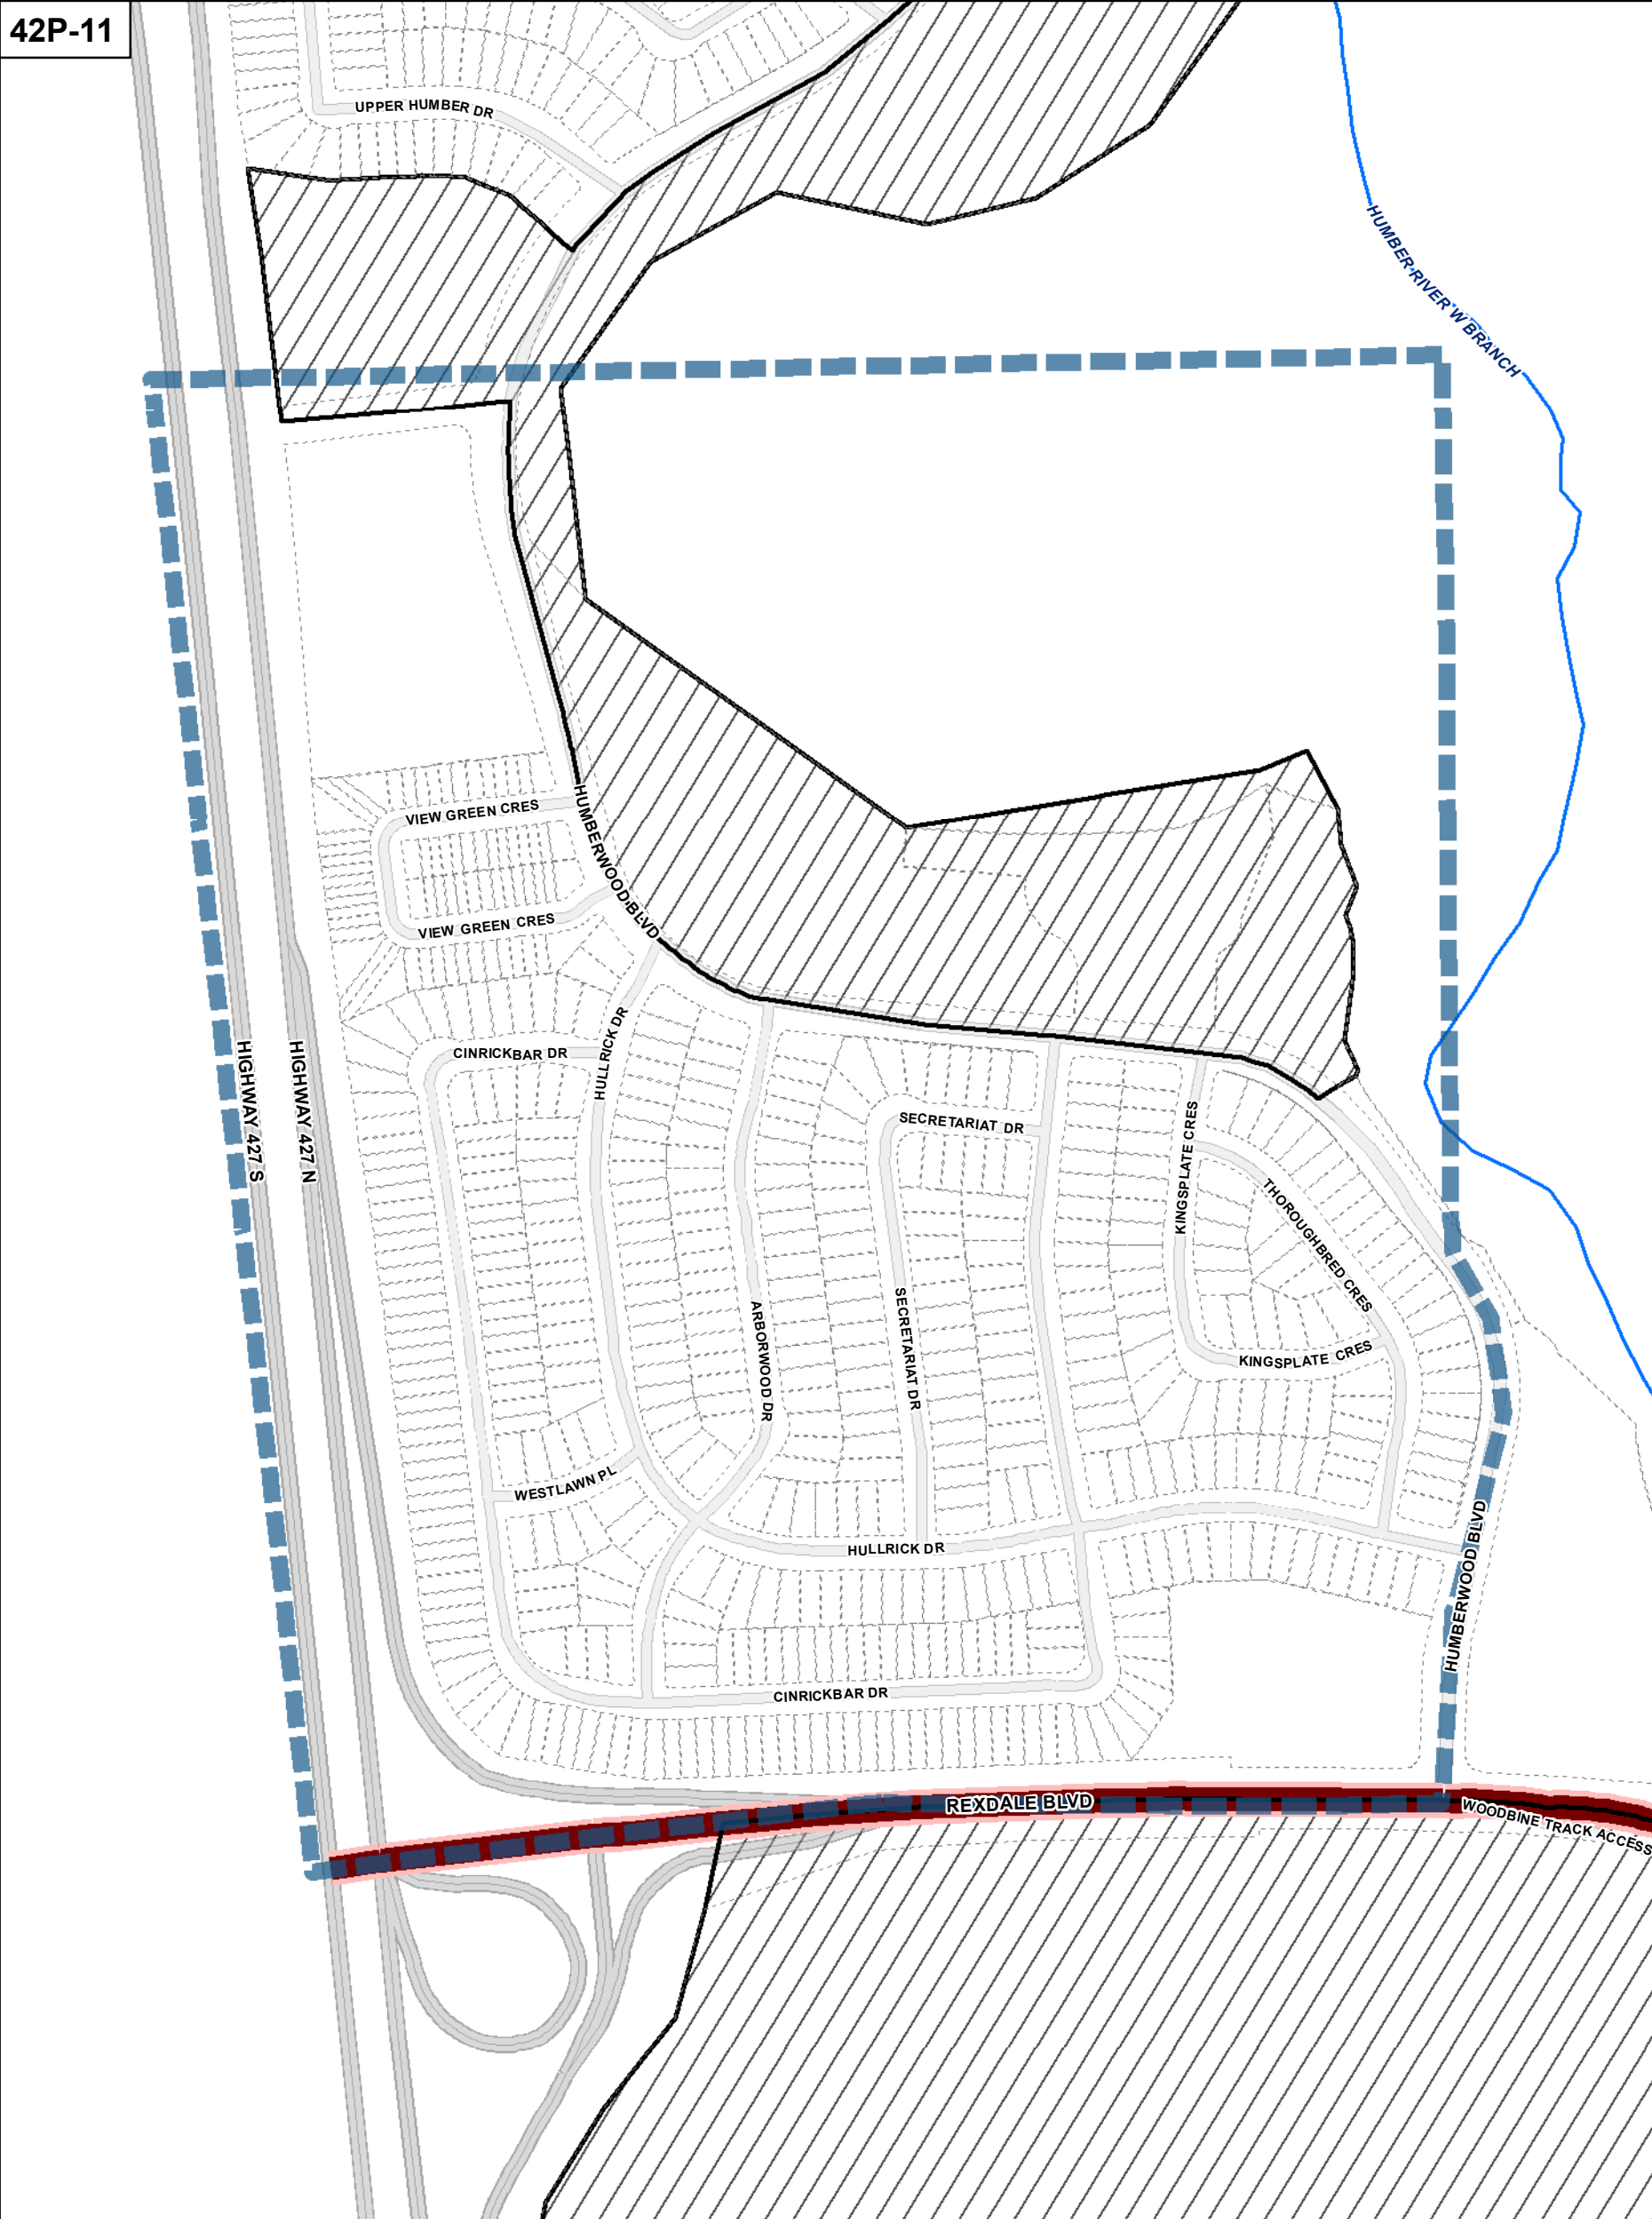 42P-11
UPPER HUMBER DR
HUMBER RIVER W BRANCH
VIEW GREEN CRES
HUMBERWOOD BLVD
VIEW GREEN CRES
HIGHWAY 427 S
HIGHWAY 427 N
CINRICKBAR DR
HULLRICK DR
SECRETARIAT DR
KINGSPLATE CRES
THOROUGHBRED CRES
SECRETARIAT DR
ARBORWOOD DR
KINGSPLATE CRES
WESTLAWN PL
HULLRICK DR
HUMBERWOOD BLVD
CINRICKBAR DR
REXDALE BLVD
WOODBINE TRACK ACCESS